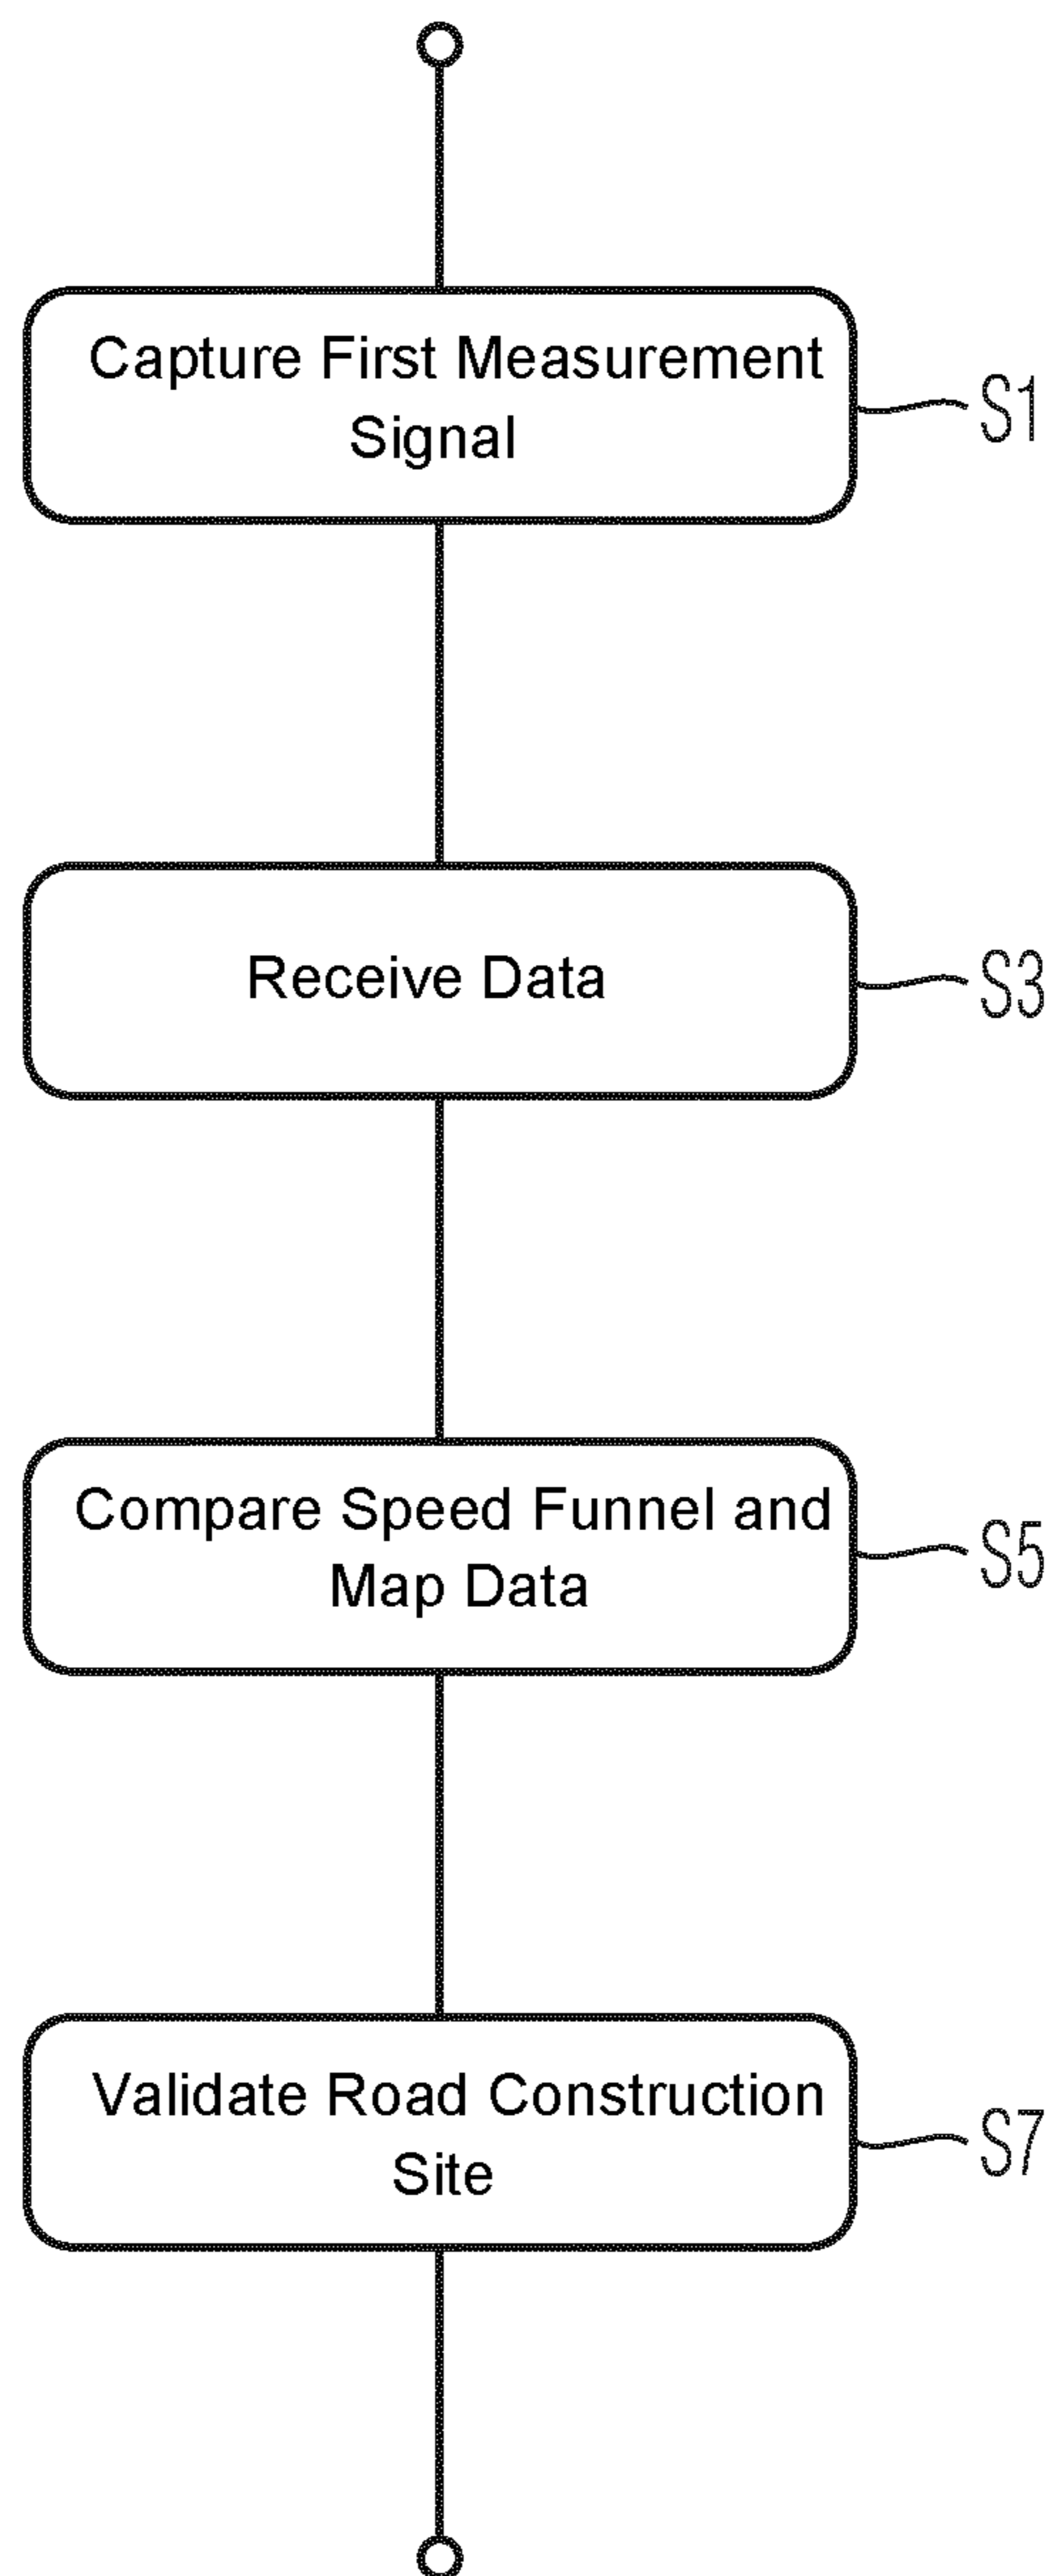 Capture First Measurement
Signal
S1
Receive Data
S3
Compare Speed Funnel and
Map Data
S5
Validate Road Construction
Site
S7